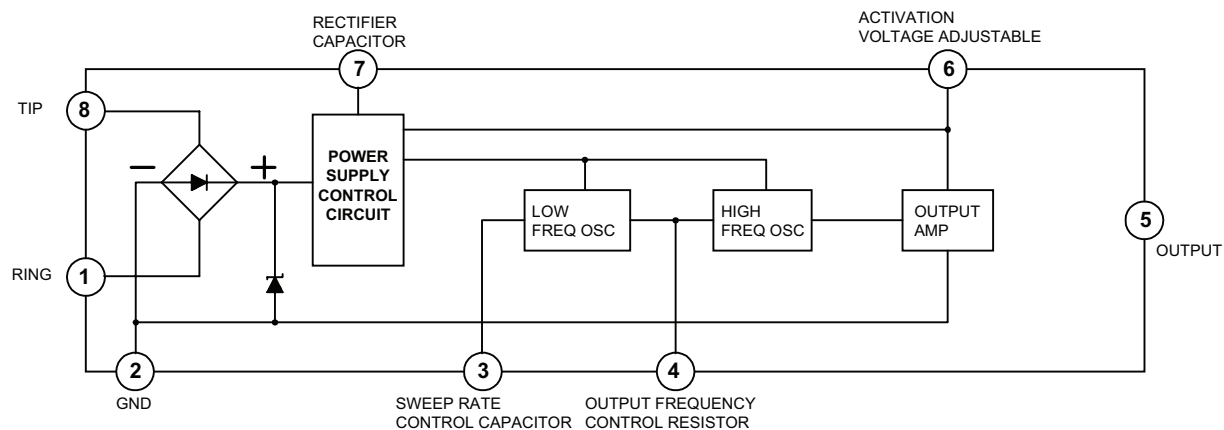 RECTIFIER
CAPACITOR
ACTIVATION
VOLTAGE ADJUSTABLE
7
6
TIP
8
POWER
SUPPLY
CONTROL
CIRCUIT
− +
LOW
FREQ OSC
HIGH
FREQ OSC
OUTPUT
AMP
5
OUTPUT
RING
1
2
GND
3
SWEEP RATE
CONTROL CAPACITOR
4
OUTPUT FREQUENCY
CONTROL RESISTOR